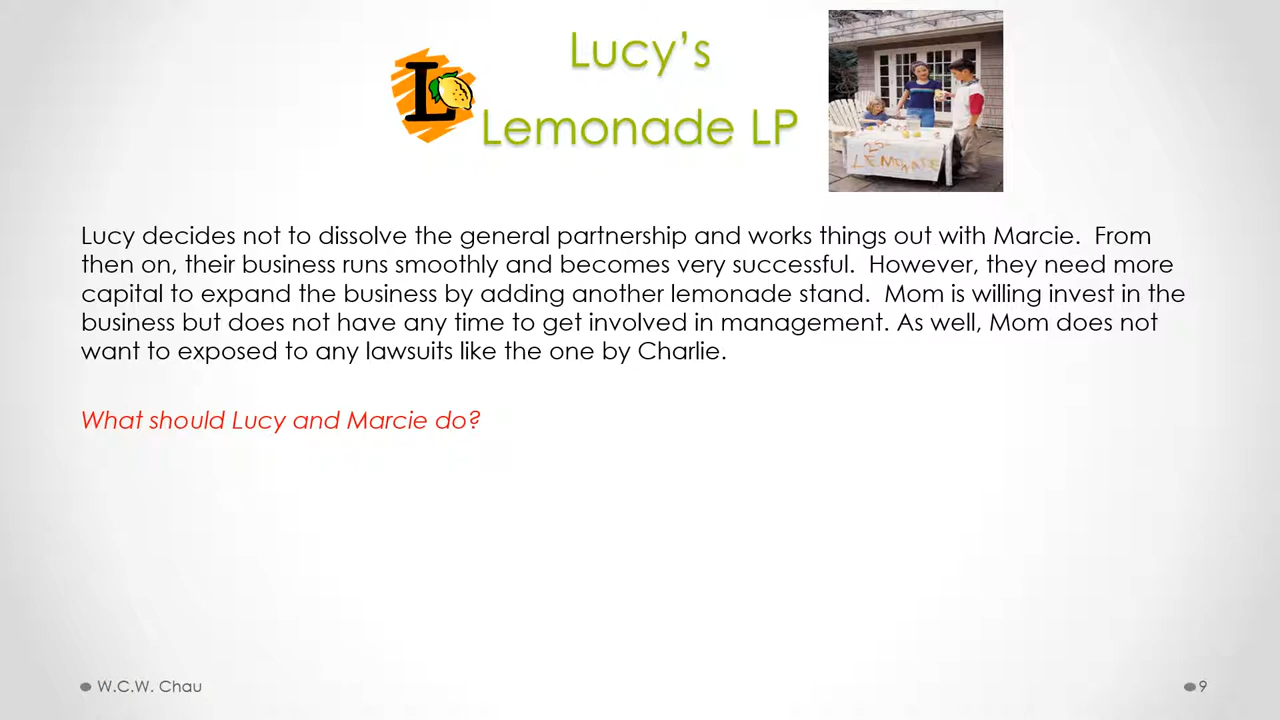 Lucy's
Lemonade LP
L
25¢
LEMONADE
Lucy decides not to dissolve the general partnership and works things out with Marcie.  From
then on, their business runs smoothly and becomes very successful.  However, they need more
capital to expand the business by adding another lemonade stand.  Mom is willing invest in the
business but does not have any time to get involved in management. As well, Mom does not
want to exposed to any lawsuits like the one by Charlie.
What should Lucy and Marcie do?
W.C.W. Chau
9